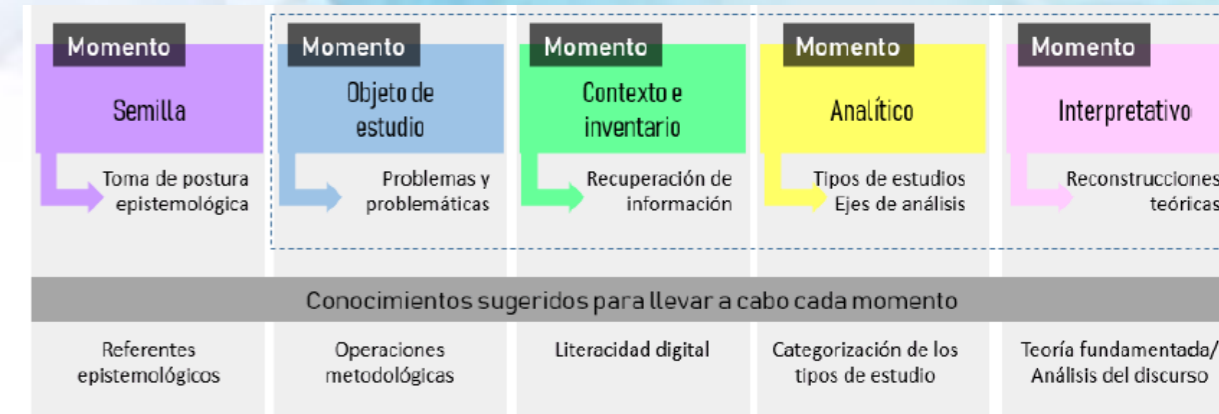 Momento
Semilla
Toma de postura
epistemológica
Momento
Objeto de
estudio
Problemas y
problemáticas
Momento
Contexto e
inventario
Recuperación de
información
Momento
Analítico
Tipos de estudios
Ejes de análisis
Momento
Interpretativo
Reconstrucciones
teóricas
Conocimientos sugeridos para llevar a cabo cada momento
Referentes
epistemológicos
Operaciones
metodológicas
Literacidad digital
Categorización de los
tipos de estudio
Teoría fundamentada/
Análisis del discurso